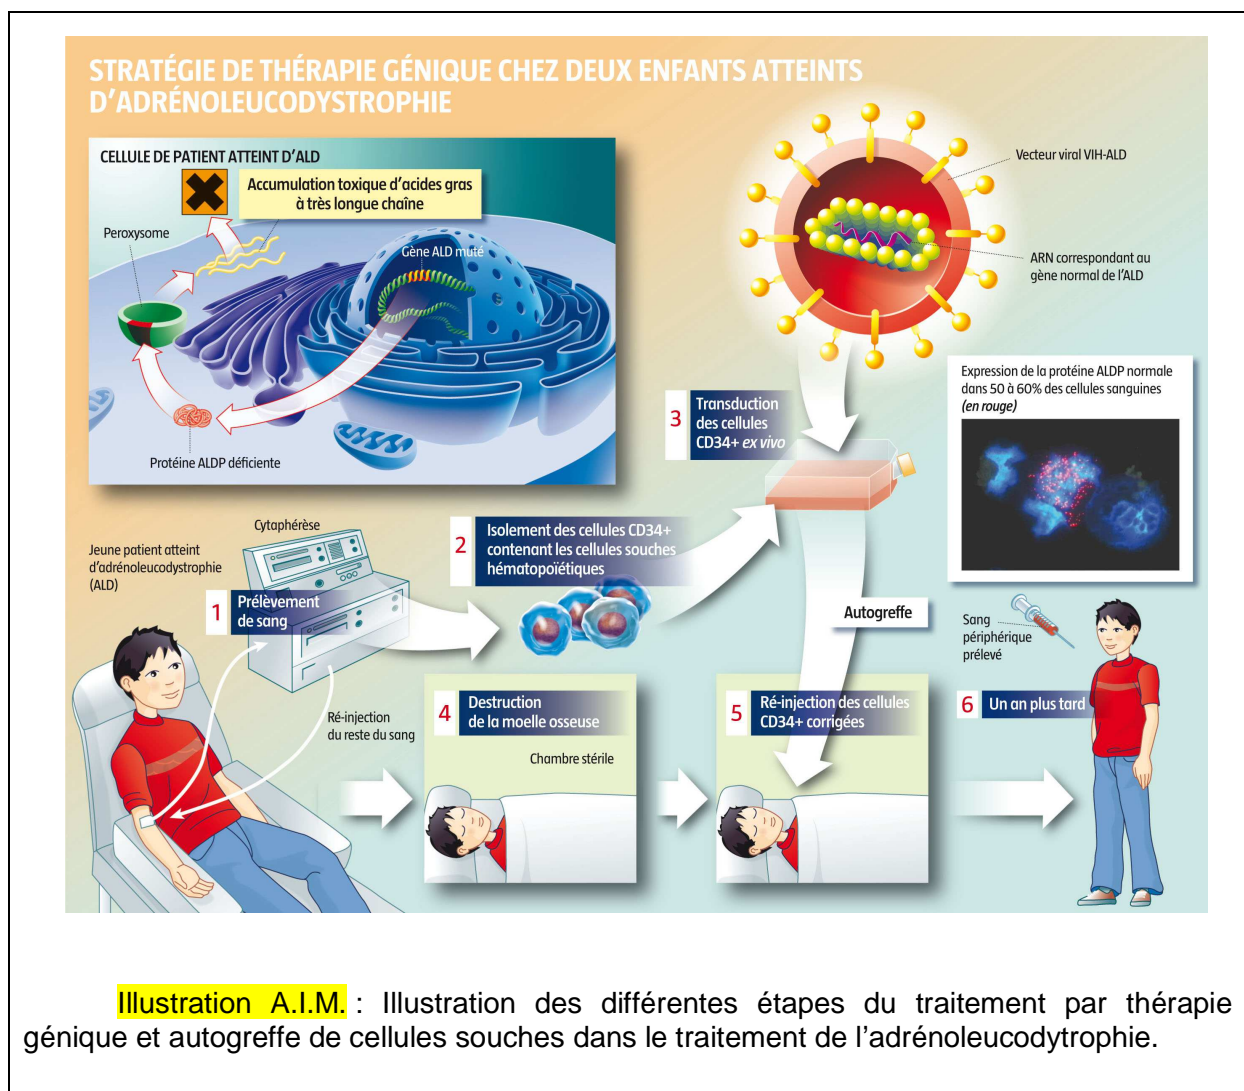 STRATÉGIE DE THÉRAPIE GÉNIQUE CHEZ DEUX ENFANTS ATTEINTS
D'ADRÉNOLEUCODYSTROPHIE
CELLULE DE PATIENT ATTEINT D'ALD
Accumulation toxique d'acides gras
à très longue chaîne
Peroxysome
Gène ALD muté
Protéine ALDP déficiente
Vecteur viral VIH-ALD
ARN correspondant au
gène normal de l'ALD
Expression de la protéine ALDP normale
dans 50 à 60% des cellules sanguines
(en rouge)
3 Transduction
des cellules
CD34+ ex vivo
Cytaphérèse
Jeune patient atteint
d'adrénoleucodystrophie
(ALD)
1 Prélèvement
de sang
2 Isolement des cellules CD34+
contenant les cellules souches
hématopoïétiques
Autogreffe
Sang
périphérique
prélevé
Ré-injection
du reste du sang
4 Destruction
de la moelle osseuse
Chambre stérile
5 Ré-injection des cellules
CD34+ corrigées
6 Un an plus tard
Illustration A.I.M. : Illustration des différentes étapes du traitement par thérapie
génique et autogreffe de cellules souches dans le traitement de l'adrénoleucodytrophie.